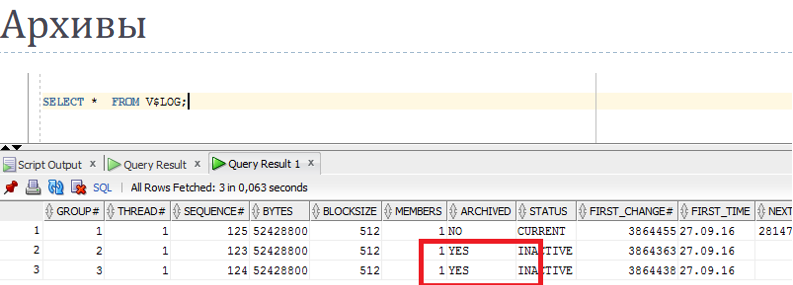 Архивы
SELECT *  FROM V$LOG;
Script Output x Query Result x Query Result 1 x
SQL | All Rows Fetched: 3 in 0,063 seconds
GROUP# THREAD# SEQUENCE# BYTES BLOCKSIZE MEMBERS ARCHIVED STATUS FIRST_CHANGE# FIRST_TIME NEXT
1 1 1 125 52428800 512 1 NO CURRENT 3864455 27.09.16 28147
2 2 1 123 52428800 512 1 YES INACTIVE 3864363 27.09.16
3 3 1 124 52428800 512 1 YES INACTIVE 3864438 27.09.16